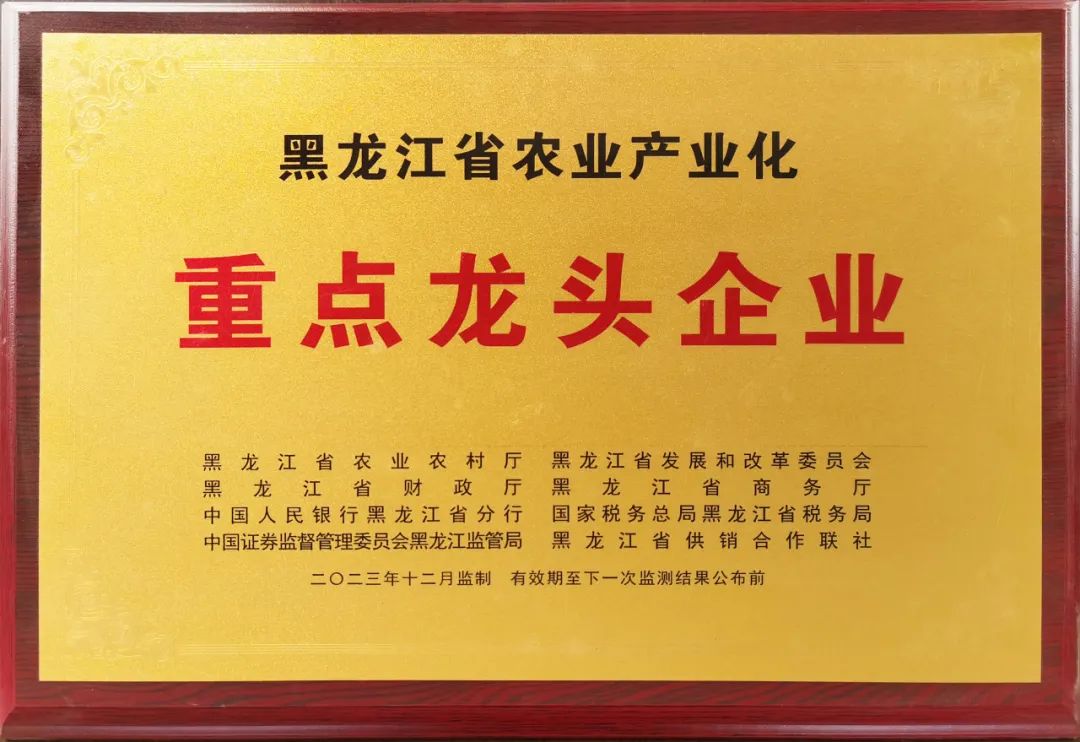 黑龙江省农业产业化
重点龙头企业
黑龙江省农业农村厅 黑龙江省发展和改革委员会
黑龙江省财政厅 黑龙江省商务厅
中国人民银行黑龙江省分行 国家税务总局黑龙江省税务局
中国证券监督管理委员会黑龙江监管局 黑龙江省供销合作联社
二〇二三年十二月监制 有效期至下一次监测结果公布前